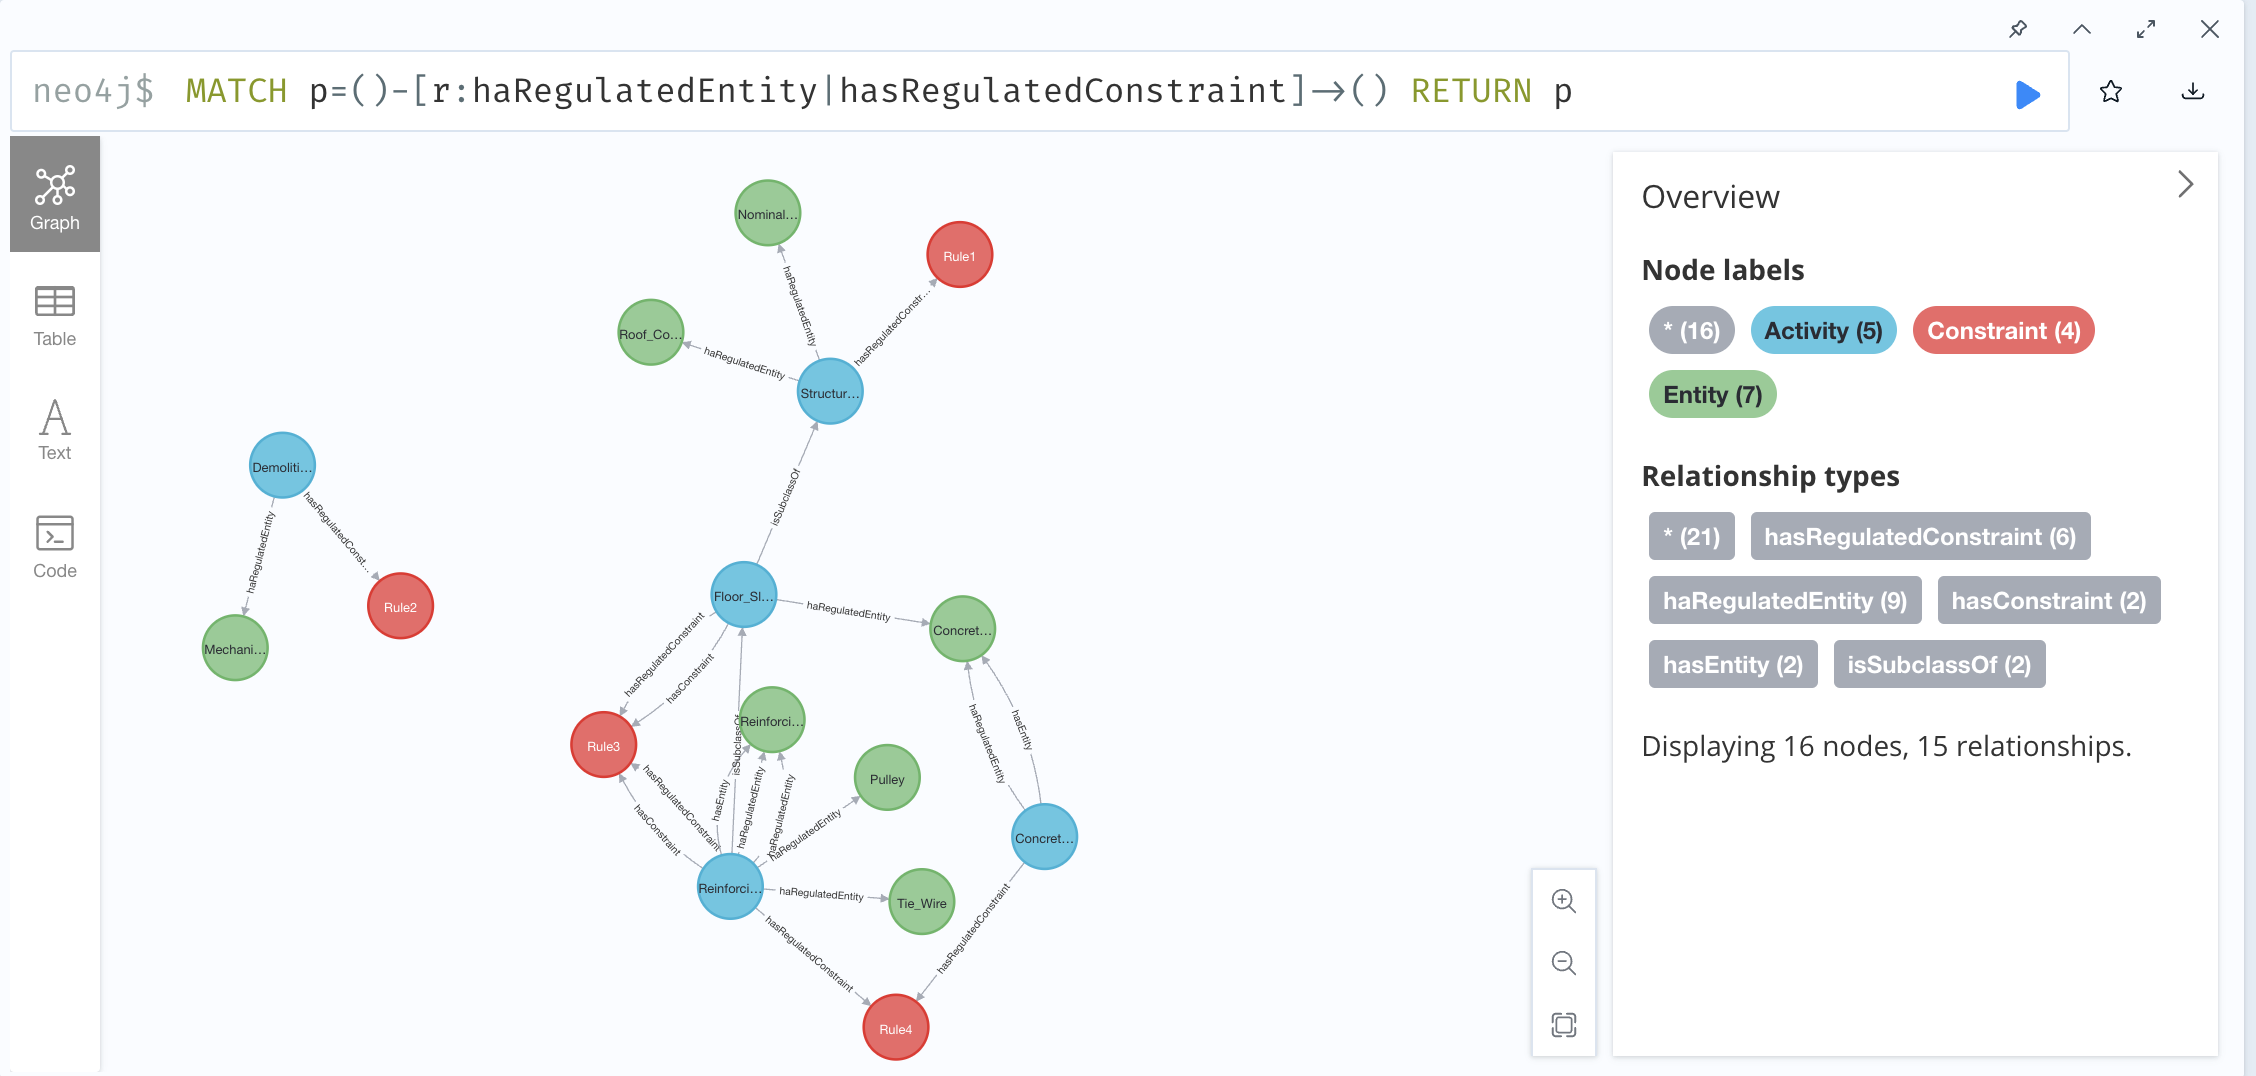 neo4j$ MATCH p=()-[r:haRegulatedEntity|hasRegulatedConstraint]→() RETURN p
Graph
Table
Text
Code
Nominal...
Rule1
Roof_Co...
haRegulatedEntity
hasRegulatedConstr...
haRegulatedEntity
Structur...
isSubclassOf
Demoliti...
haRegulatedEntity
hasRegulatedConst...
Rule2
Mechani...
Floor_Sl...
haRegulatedEntity
Concret...
hasRegulatedConstraint
hasConstraint
Rule3
isSubclassOf
Reinforci...
Pulley
hasRegulatedConstraint
hasConstraint
hasEntity
haRegulatedEntity
haRegulatedEntity
haRegulatedEntity
haRegulatedEntity
hasEntity
Concret...
Reinforci...
haRegulatedEntity
Tie_Wire
hasRegulatedConstraint
hasRegulatedConstraint
Rule4
Overview
Node labels
* (16) Activity (5) Constraint (4)
Entity (7)
Relationship types
* (21) hasRegulatedConstraint (6)
haRegulatedEntity (9) hasConstraint (2)
hasEntity (2) isSubclassOf (2)
Displaying 16 nodes, 15 relationships.